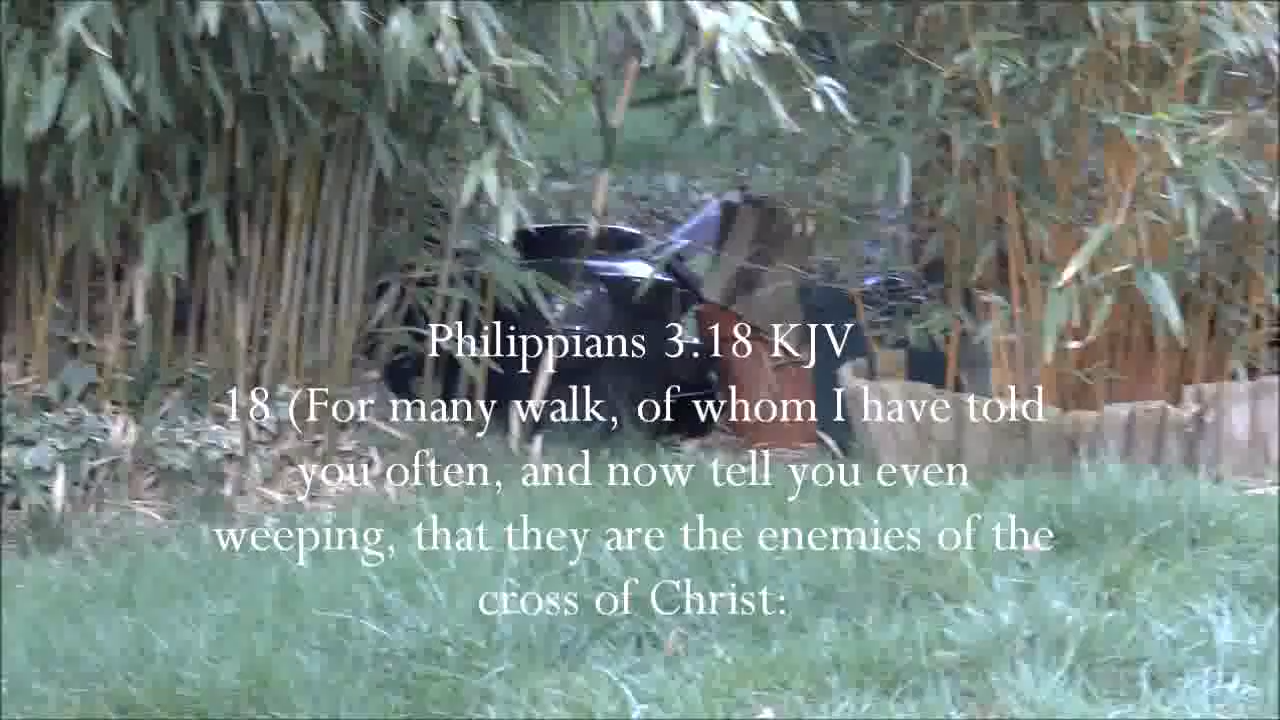 Philippians 3.18 KJV
18 (For many walk, of whom I have told
you often, and now tell you even
weeping, that they are the enemies of the
cross of Christ: